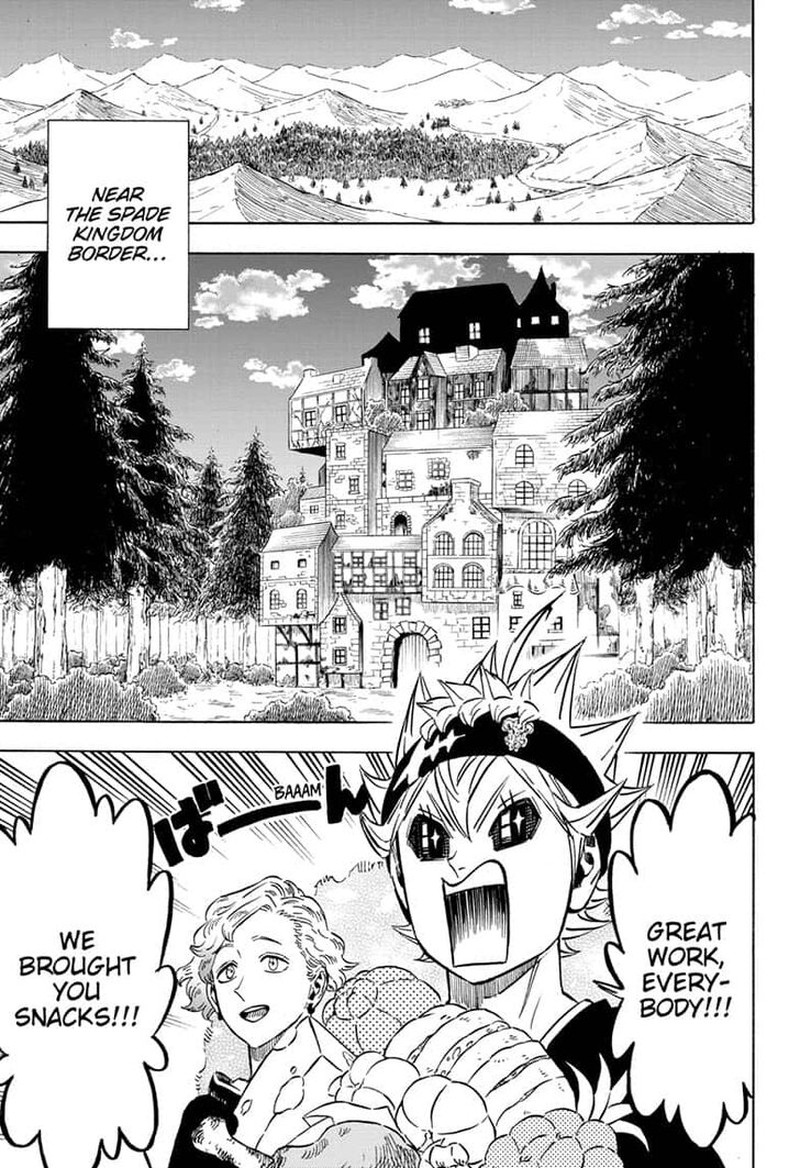 NEAR
THE SPADE
KINGDOM
BORDER...
ばーん
BAAAM
GREAT
WORK,
EVERY-
BODY!!!
WE
BROUGHT
YOU
SNACKS!!!